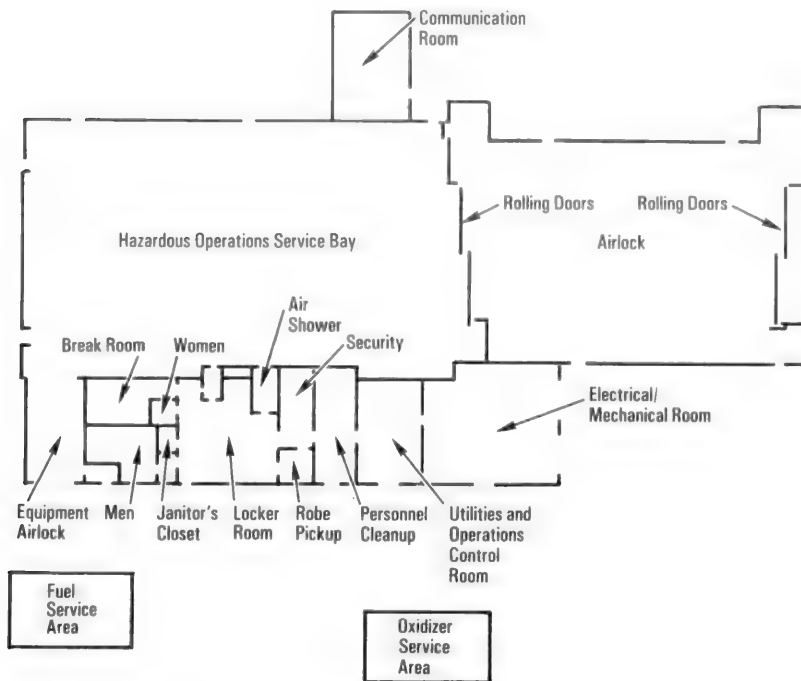 Communication
Room
Rolling Doors
Rolling Doors
Hazardous Operations Service Bay
Airlock
Air
Shower
Security
Break Room
Women
Electrical/
Mechanical Room
Equipment
Airlock
Men
Janitor's
Closet
Locker
Room
Robe
Pickup
Personnel
Cleanup
Utilities and
Operations
Control
Room
Fuel
Service
Area
Oxidizer
Service
Area